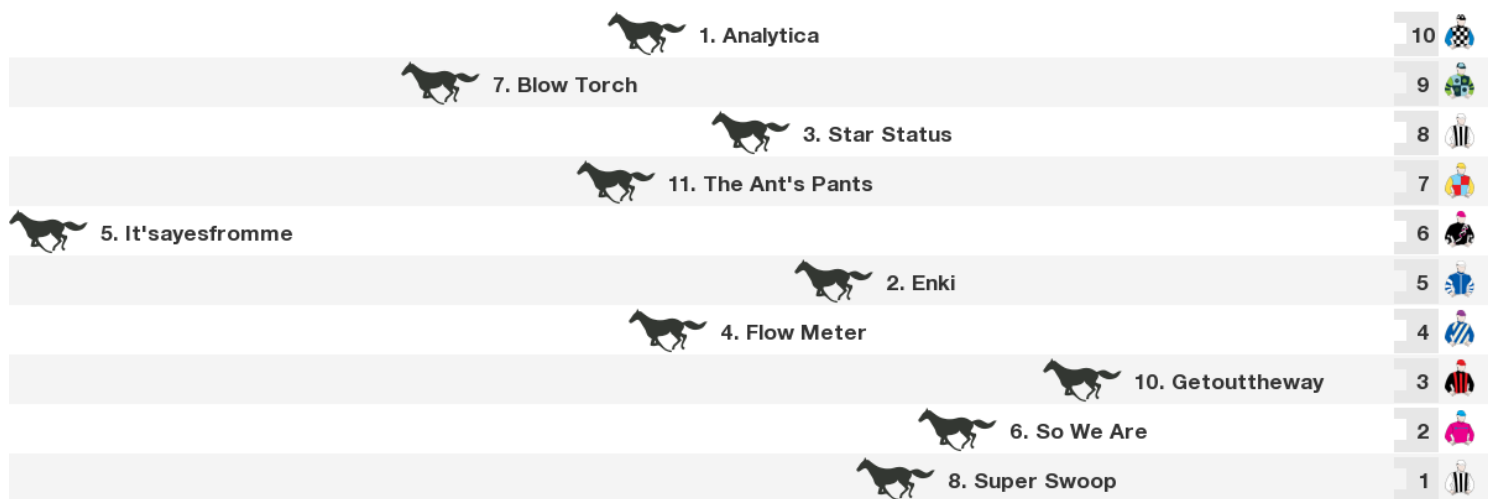 1. Analytica 10
7. Blow Torch 9
3. Star Status 8
11. The Ant's Pants 7
5. It'sayesfromme 6
2. Enki 5
4. Flow Meter 4
10. Getouttheway 3
6. So We Are 2
8. Super Swoop 1